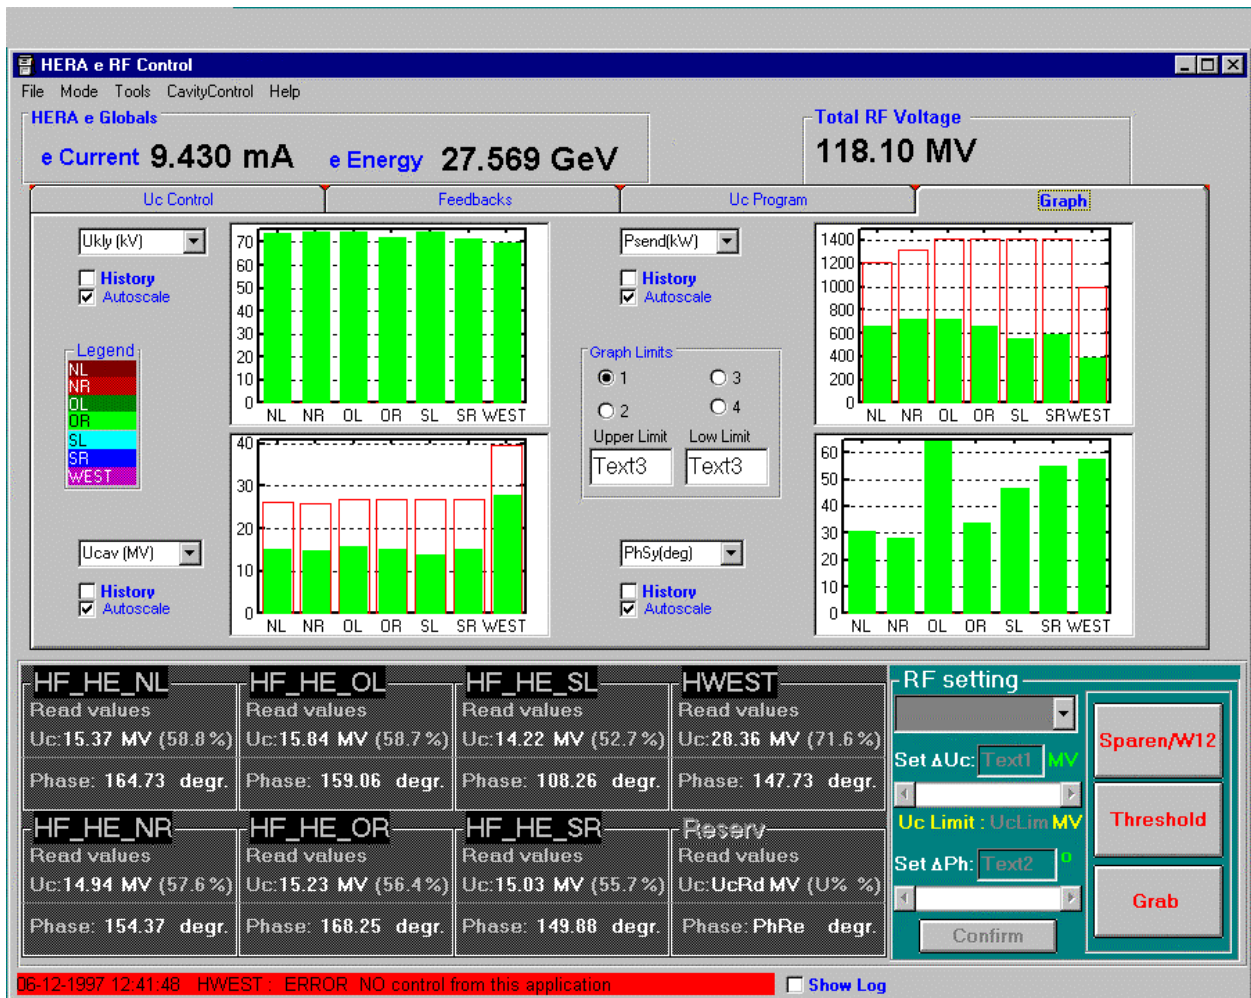 HERA e RF Control
File Mode Tools CavityControl Help
HERA e Globals
e Current 9.430 mA e Energy 27.569 GeV
Total RF Voltage
118.10 MV
Uc Control Feedbacks Uc Program Graph
Ukly (kV)
History
Autoscale
70
60
50
40
30
20
10
0
NL NR OL OR SL SR WEST
Psend(kW)
History
Autoscale
1400
1200
1000
800
600
400
200
0
NL NR OL OR SL SR WEST
Legend
NL
NR
OL
OR
SL
SR
WEST
Graph Limits
1 3
2 4
Upper Limit Low Limit
Text3 Text3
Ucav (MV)
History
Autoscale
40
30
20
10
0
NL NR OL OR SL SR WEST
PhSy(deg)
History
Autoscale
60
50
40
30
20
10
0
NL NR OL OR SL SR WEST
HF_HE_NL
Read values
Uc:15.37 MV (58.8%)
Phase: 164.73 degr.
HF_HE_OL
Read values
Uc:15.84 MV (58.7%)
Phase: 159.06 degr.
HF_HE_SL
Read values
Uc:14.22 MV (52.7%)
Phase: 108.26 degr.
HWEST
Read values
Uc:28.36 MV (71.6%)
Phase: 147.73 degr.
HF_HE_NR
Read values
Uc:14.94 MV (57.6%)
Phase: 154.37 degr.
HF_HE_OR
Read values
Uc:15.23 MV (56.4%)
Phase: 168.25 degr.
HF_HE_SR
Read values
Uc:15.03 MV (55.7%)
Phase: 149.88 degr.
Reserv
Read values
Uc:UcRd MV (U% %)
Phase:PhRe degr.
RF setting
Set ΔUc: Text1 MV
Uc Limit : UcLim MV
Set ΔPh: Text2 °
Confirm
Sparen/W12
Threshold
Grab
06-12-1997 12:41:48 HWEST : ERROR NO control from this application
Show Log